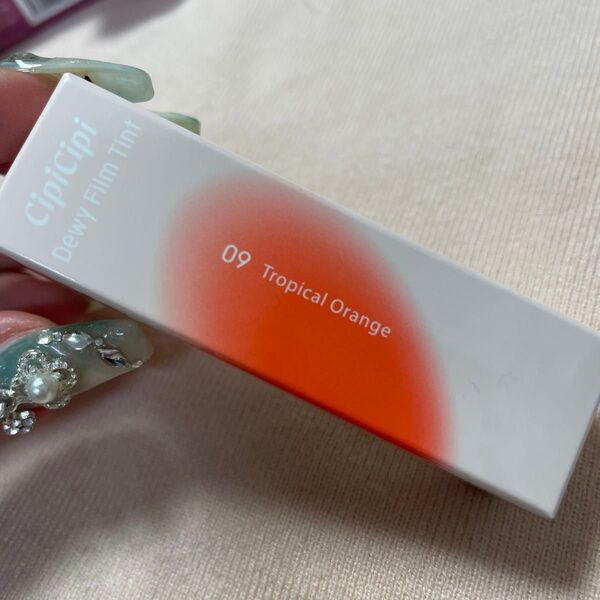 CipiCipi
Dewy Film Tint
09 Tropical Orange